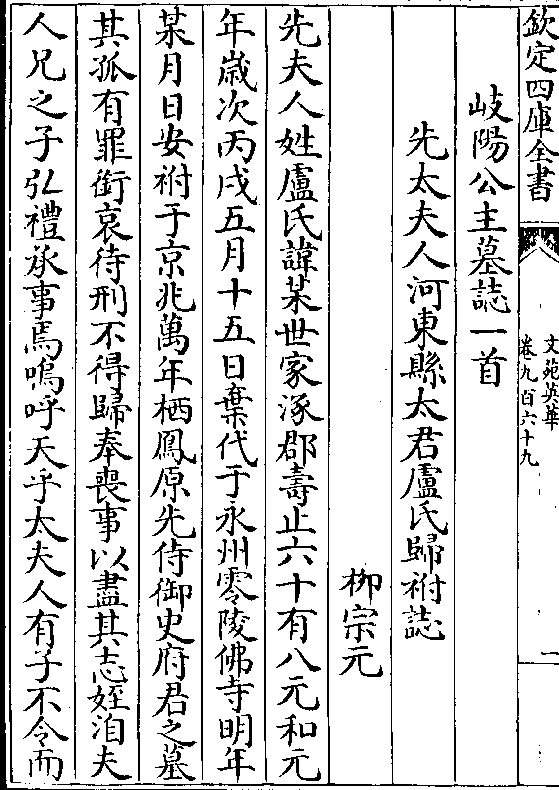 欽定四庫全書
文苑英華
卷九百六十九
一
岐陽公主墓誌一首
先太夫人河東縣太君盧氏歸祔誌
栁宗元
先夫人姓盧氏諱某世家涿郡壽止六十有八元和元
年歳次丙戌五月十五日棄代于永州零陵佛寺明年
某月日安祔于京兆萬年栖鳳原先侍御史府君之墓
其孤有罪銜哀待刑不得歸奉䘮事以盡其志姪洎夫
人兄之子弘禮承事焉嗚呼天乎太夫人有子不令而